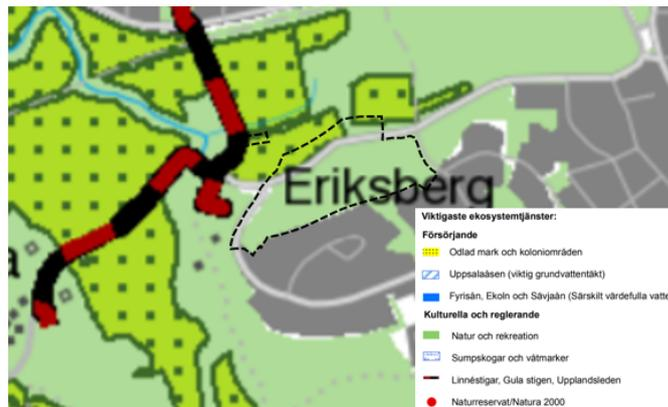 Eriksberg
Viktigaste ekosystemtjänster:
Försörjande
Odlad mark och koloniområden
Uppsalaåsen (viktig grundvattentäkt)
Fyrisån, Ekoln och Sävjaån (Särskilt värdefulla vatte
Kulturella och reglerande
Natur och rekreation
Sumpskogar och våtmarker
Linnéstigar, Gula stigen, Upplandsleden
Naturreservat/Natura 2000